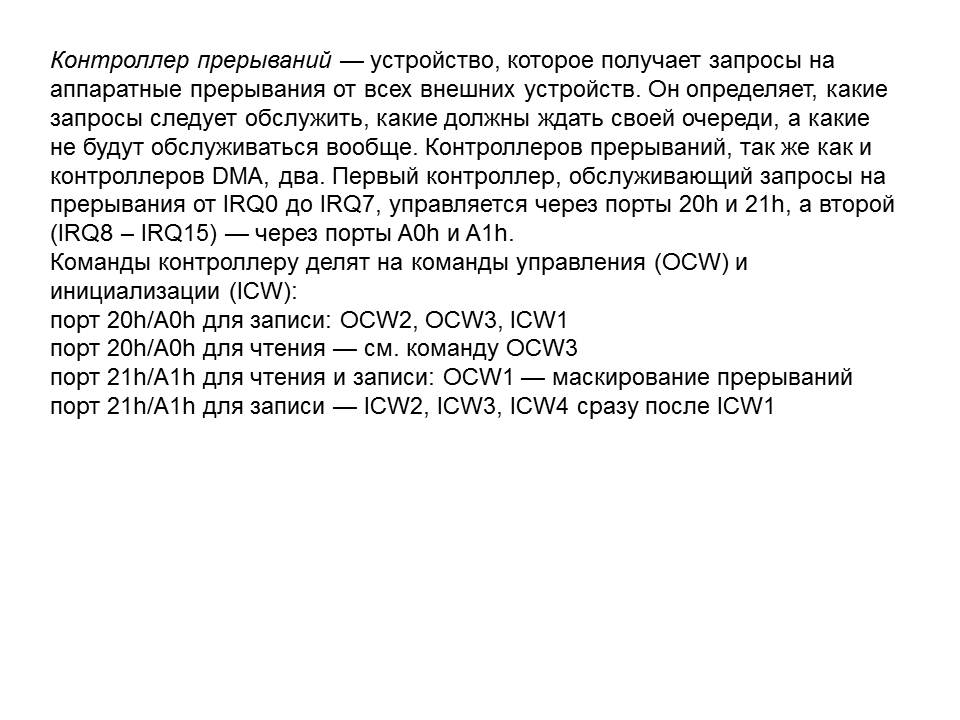 Контроллер прерываний — устройство, которое получает запросы на
аппаратные прерывания от всех внешних устройств. Он определяет, какие
запросы следует обслужить, какие должны ждать своей очереди, а какие
не будут обслуживаться вообще. Контроллеров прерываний, так же как и
контроллеров DMA, два. Первый контроллер, обслуживающий запросы на
прерывания от IRQ0 до IRQ7, управляется через порты 20h и 21h, а второй
(IRQ8 – IRQ15) — через порты A0h и A1h.
Команды контроллеру делят на команды управления (OCW) и
инициализации (ICW):
порт 20h/A0h для записи: OCW2, OCW3, ICW1
порт 20h/A0h для чтения — см. команду OCW3
порт 21h/A1h для чтения и записи: OCW1 — маскирование прерываний
порт 21h/A1h для записи — ICW2, ICW3, ICW4 сразу после ICW1